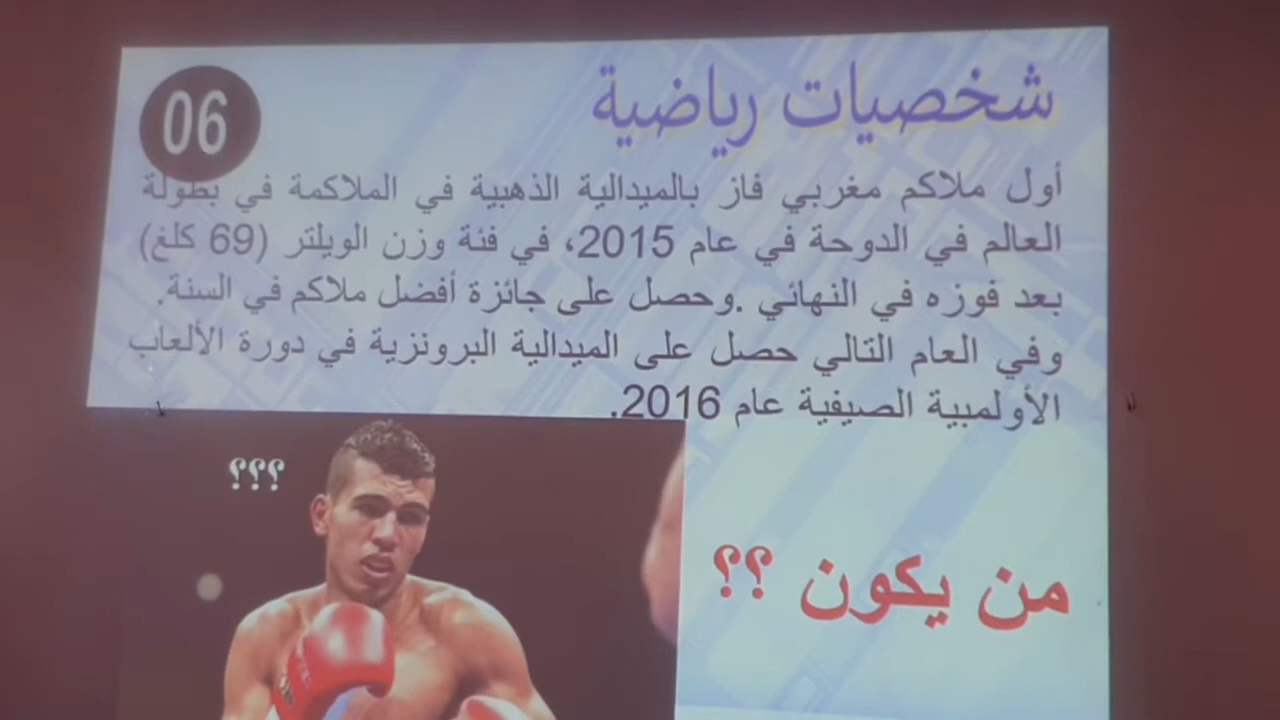 06
شخصيات رياضية
أول ملاكم مغربي فاز بالميدالية الذهبية في الملاكمة في بطولة
العالم في الدوحة في عام 2015، في فئة وزن الويلتر (69 كلغ)
بعد فوزه في النهائي .وحصل على جائزة أفضل ملاكم في السنة.
وفي العام التالي حصل على الميدالية البرونزية في دورة الألعاب
الأولمبية الصيفية عام 2016.
؟؟؟
من يكون ؟؟